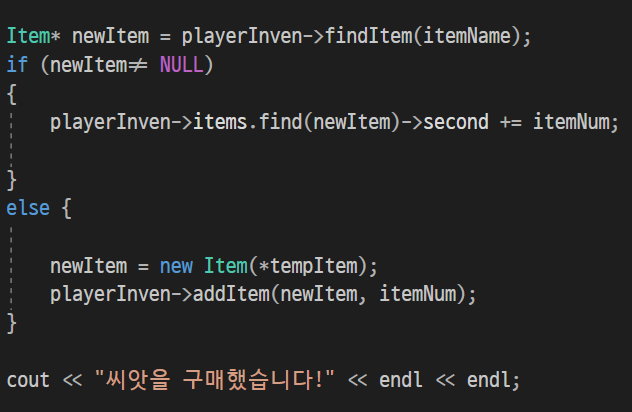 Item* newItem = playerInven->findItem(itemName);
if (newItem!= NULL)
{
    playerInven->items.find(newItem)->second += itemNum;
}
else {
    newItem = new Item(*tempItem);
    playerInven->addItem(newItem, itemNum);
}
cout << "씨앗을 구매했습니다!" << endl << endl;